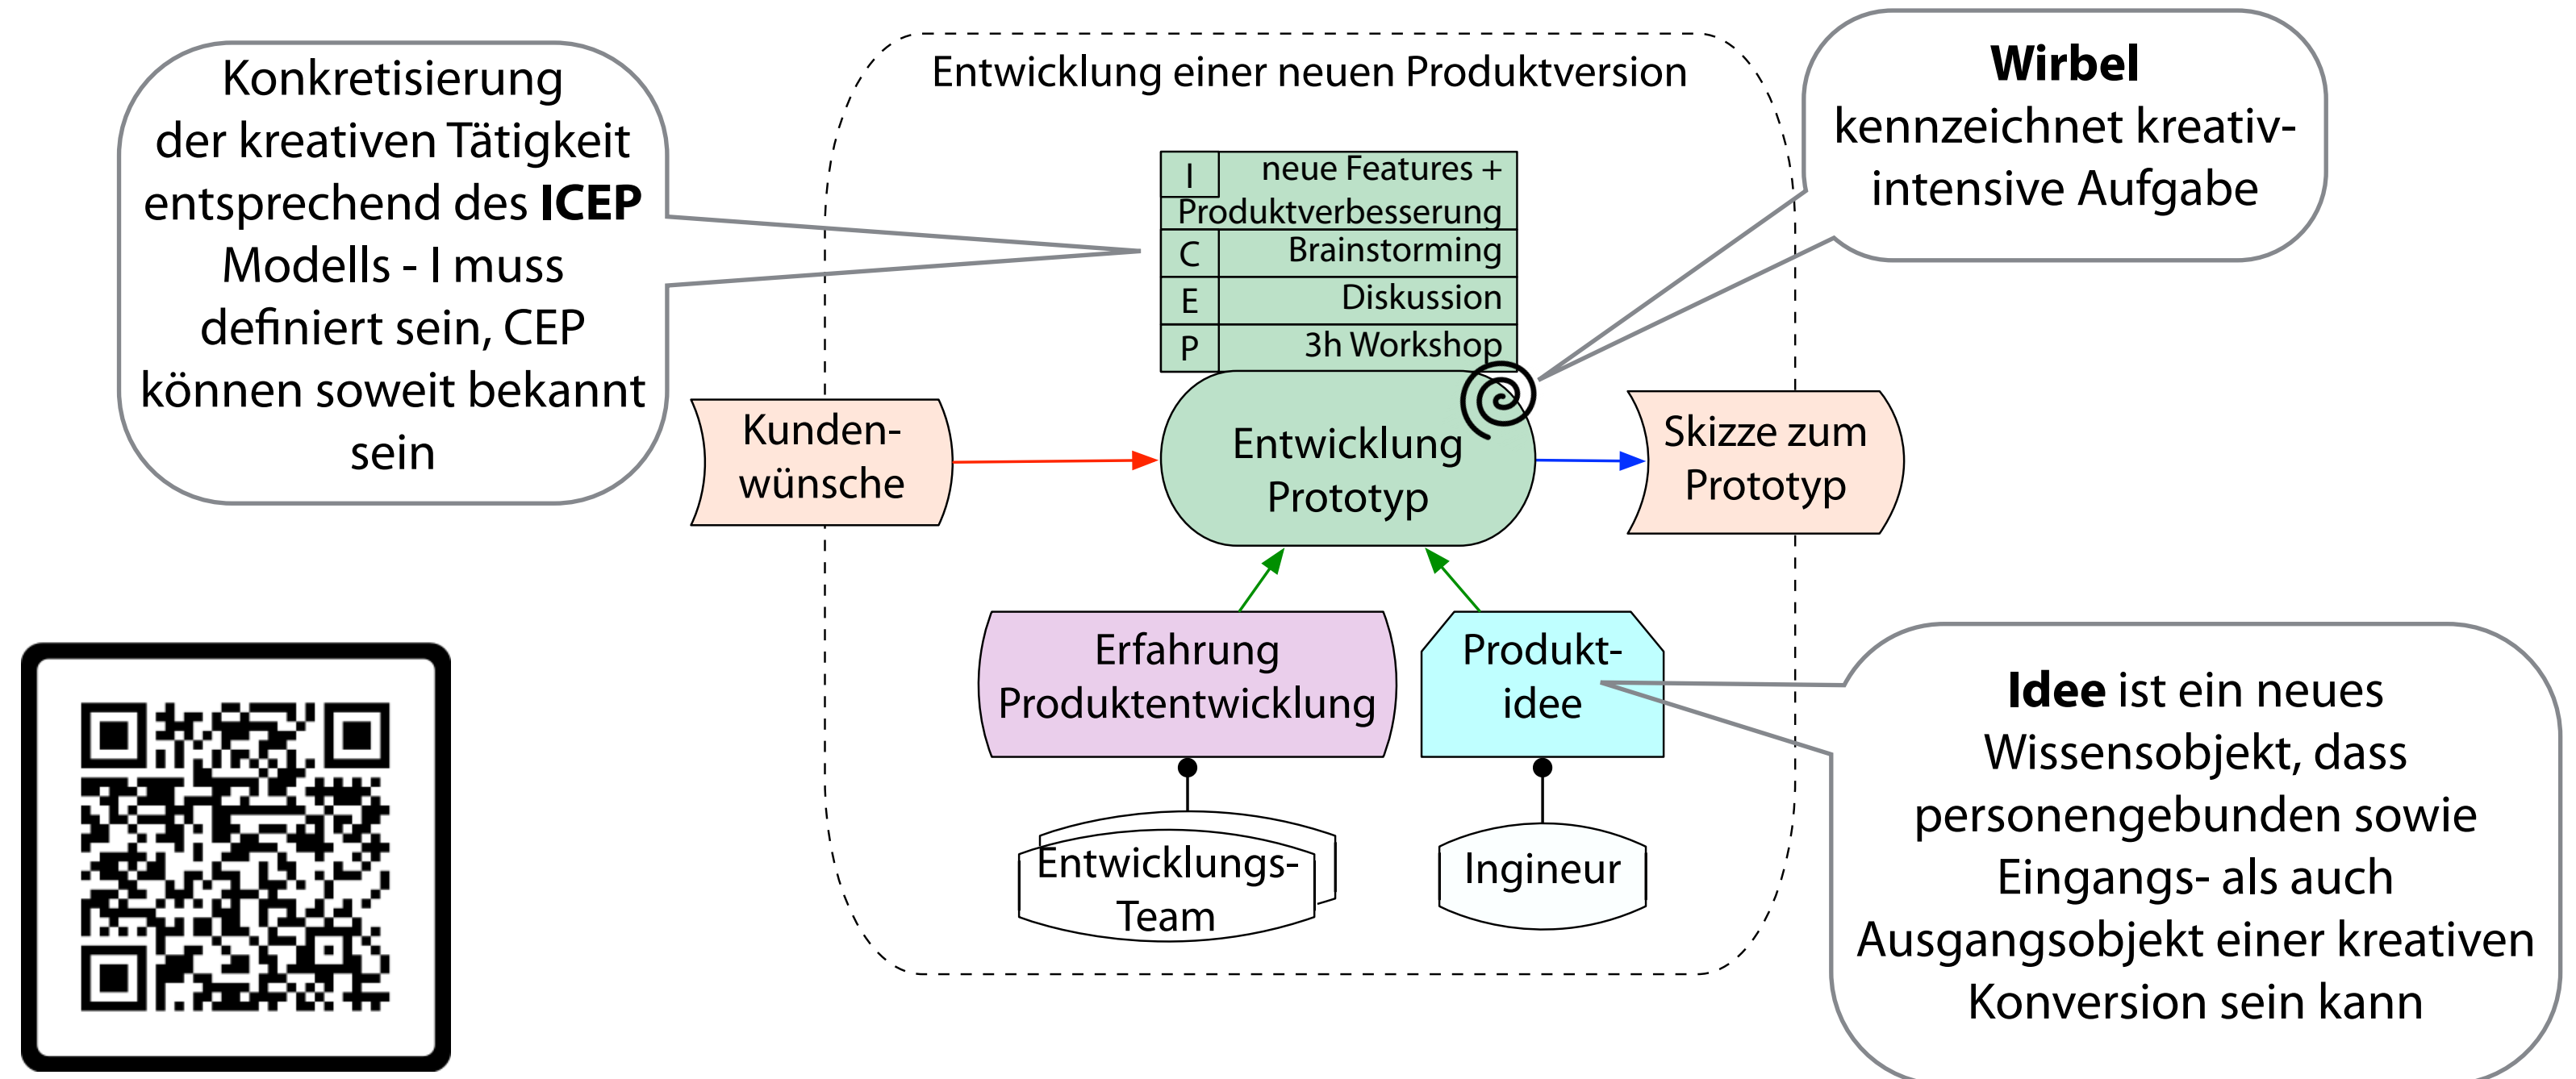 Konkretisierung
der kreativen Tätigkeit
entsprechend des ICEP
Modells - I muss
definiert sein, CEP
können soweit bekannt
sein
Entwicklung einer neuen Produktversion
Wirbel
kennzeichnet kreativ-
intensive Aufgabe
I neue Features +
Produktverbesserung
C Brainstorming
E Diskussion
P 3h Workshop
Kunden-
wünsche
Entwicklung
Prototyp
Skizze zum
Prototyp
Erfahrung
Produktentwicklung
Produkt-
idee
Entwicklungs-
Team
Ingineur
Idee ist ein neues
Wissensobjekt, dass
personengebunden sowie
Eingangs- als auch
Ausgangsobjekt einer kreativen
Konversion sein kann